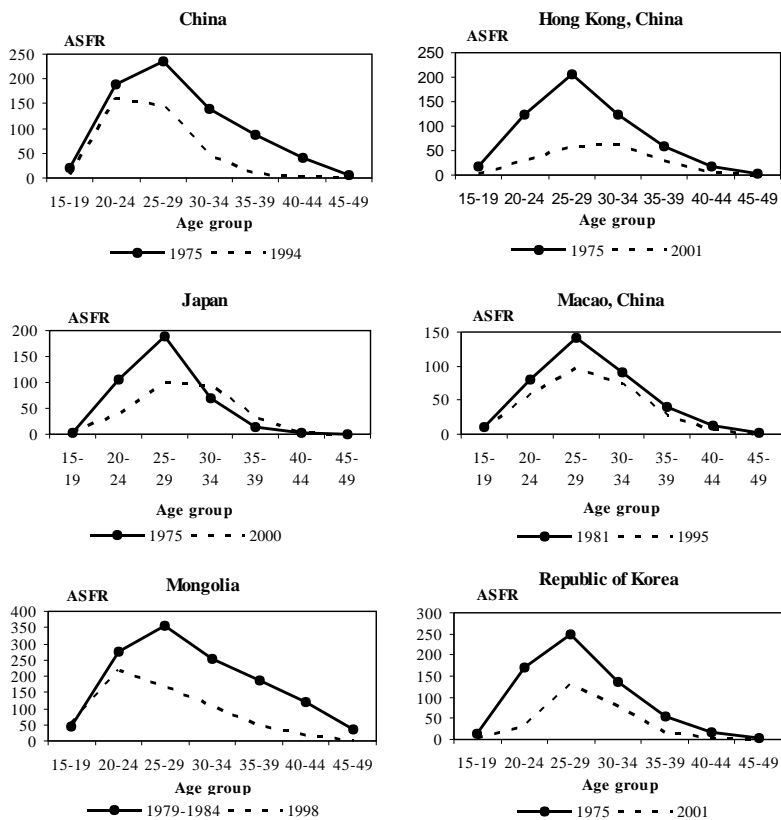 China
ASFR
250
200
150
100
50
0
15-19 20-24 25-29 30-34 35-39 40-44 45-49
Age group
1975 1994
Hong Kong, China
ASFR
250
200
150
100
50
0
15-19 20-24 25-29 30-34 35-39 40-44 45-49
Age group
1975 2001
Japan
ASFR
200
150
100
50
0
15- 20- 25- 30- 35- 40- 45-
19 24 29 34 39 44 49
Age group
1975 2000
Macao, China
ASFR
150
100
50
0
15- 20- 25- 30- 35- 40- 45-
19 24 29 34 39 44 49
Age group
1981 1995
Mongolia
ASFR
400
350
300
250
200
150
100
50
0
15-19 20-24 25-29 30-34 35-39 40-44 45-49
Age group
1979-1984 1998
Republic of Korea
ASFR
300
250
200
150
100
50
0
15-19 20-24 25-29 30-34 35-39 40-44 45-49
Age group
1975 2001